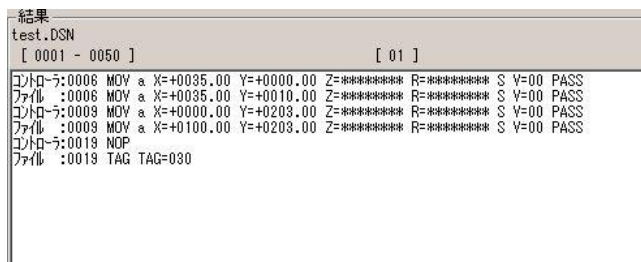 結果
test.DSN
[ 0001 - 0050 ] [ 01 ]
ｺﾝﾄﾛｰﾗ:0006 MOV a X=+0035.00 Y=+0000.00 Z=******** R=******** S V=00 PASS
ﾌｧｲﾙ :0006 MOV a X=+0035.00 Y=+0010.00 Z=******** R=******** S V=00 PASS
ｺﾝﾄﾛｰﾗ:0009 MOV a X=+0000.00 Y=+0203.00 Z=******** R=******** S V=00 PASS
ﾌｧｲﾙ :0009 MOV a X=+0100.00 Y=+0203.00 Z=******** R=******** S V=00 PASS
ｺﾝﾄﾛｰﾗ:0019 NOP
ﾌｧｲﾙ :0019 TAG TAG=030